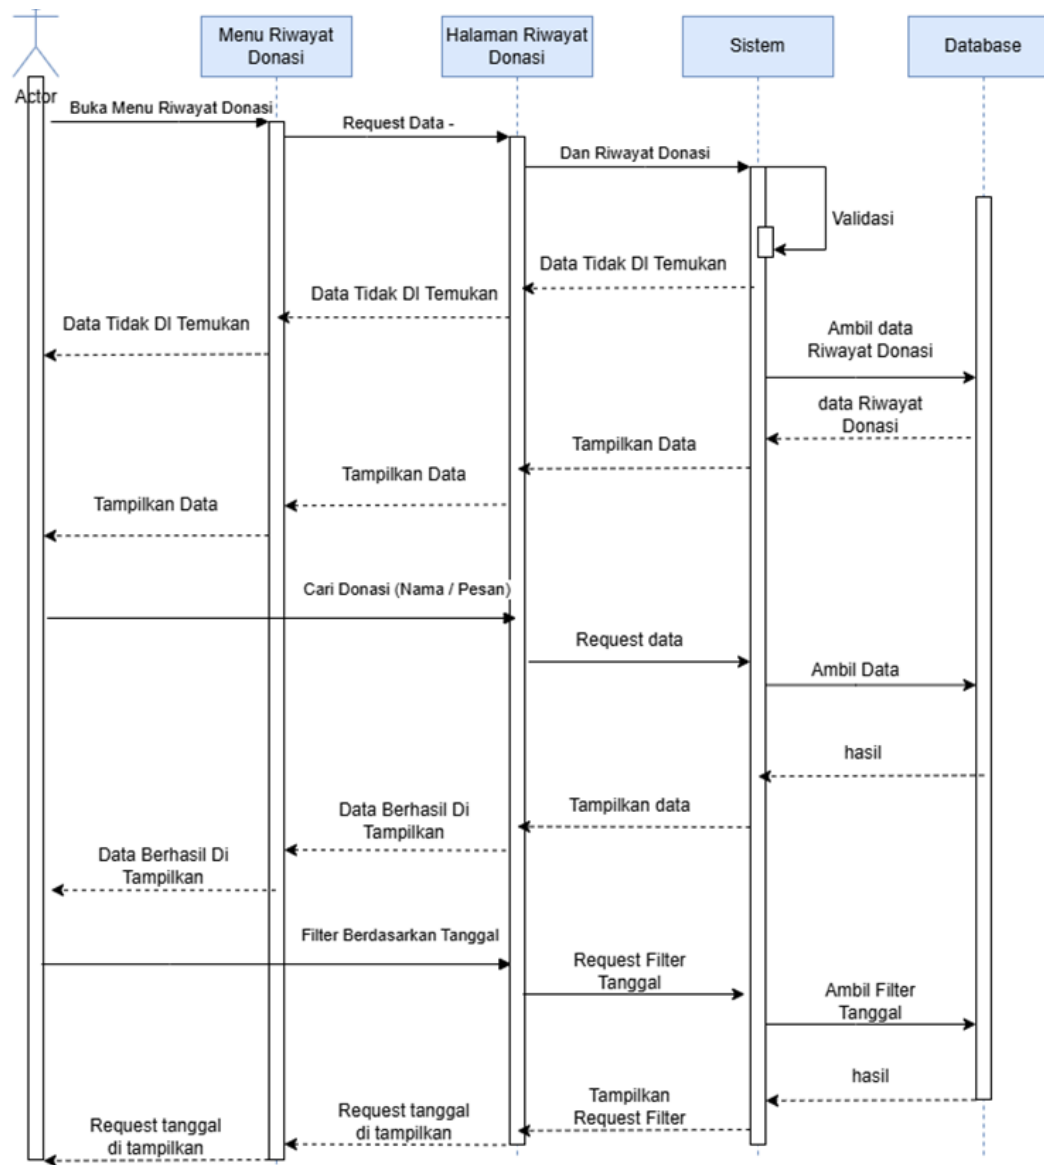 Actor
Menu Riwayat
Donasi
Halaman Riwayat
Donasi
Sistem
Database
Buka Menu Riwayat Donasi
Request Data -
Dan Riwayat Donasi
Validasi
Data Tidak DI Temukan
Data Tidak DI Temukan
Data Tidak DI Temukan
Ambil data
Riwayat Donasi
data Riwayat
Donasi
Tampilkan Data
Tampilkan Data
Tampilkan Data
Cari Donasi (Nama / Pesan)
Request data
Ambil Data
hasil
Tampilkan data
Data Berhasil Di
Tampilkan
Data Berhasil Di
Tampilkan
Filter Berdasarkan Tanggal
Request Filter
Tanggal
Ambil Filter
Tanggal
hasil
Tampilkan
Request Filter
Request tanggal
di tampilkan
Request tanggal
di tampilkan